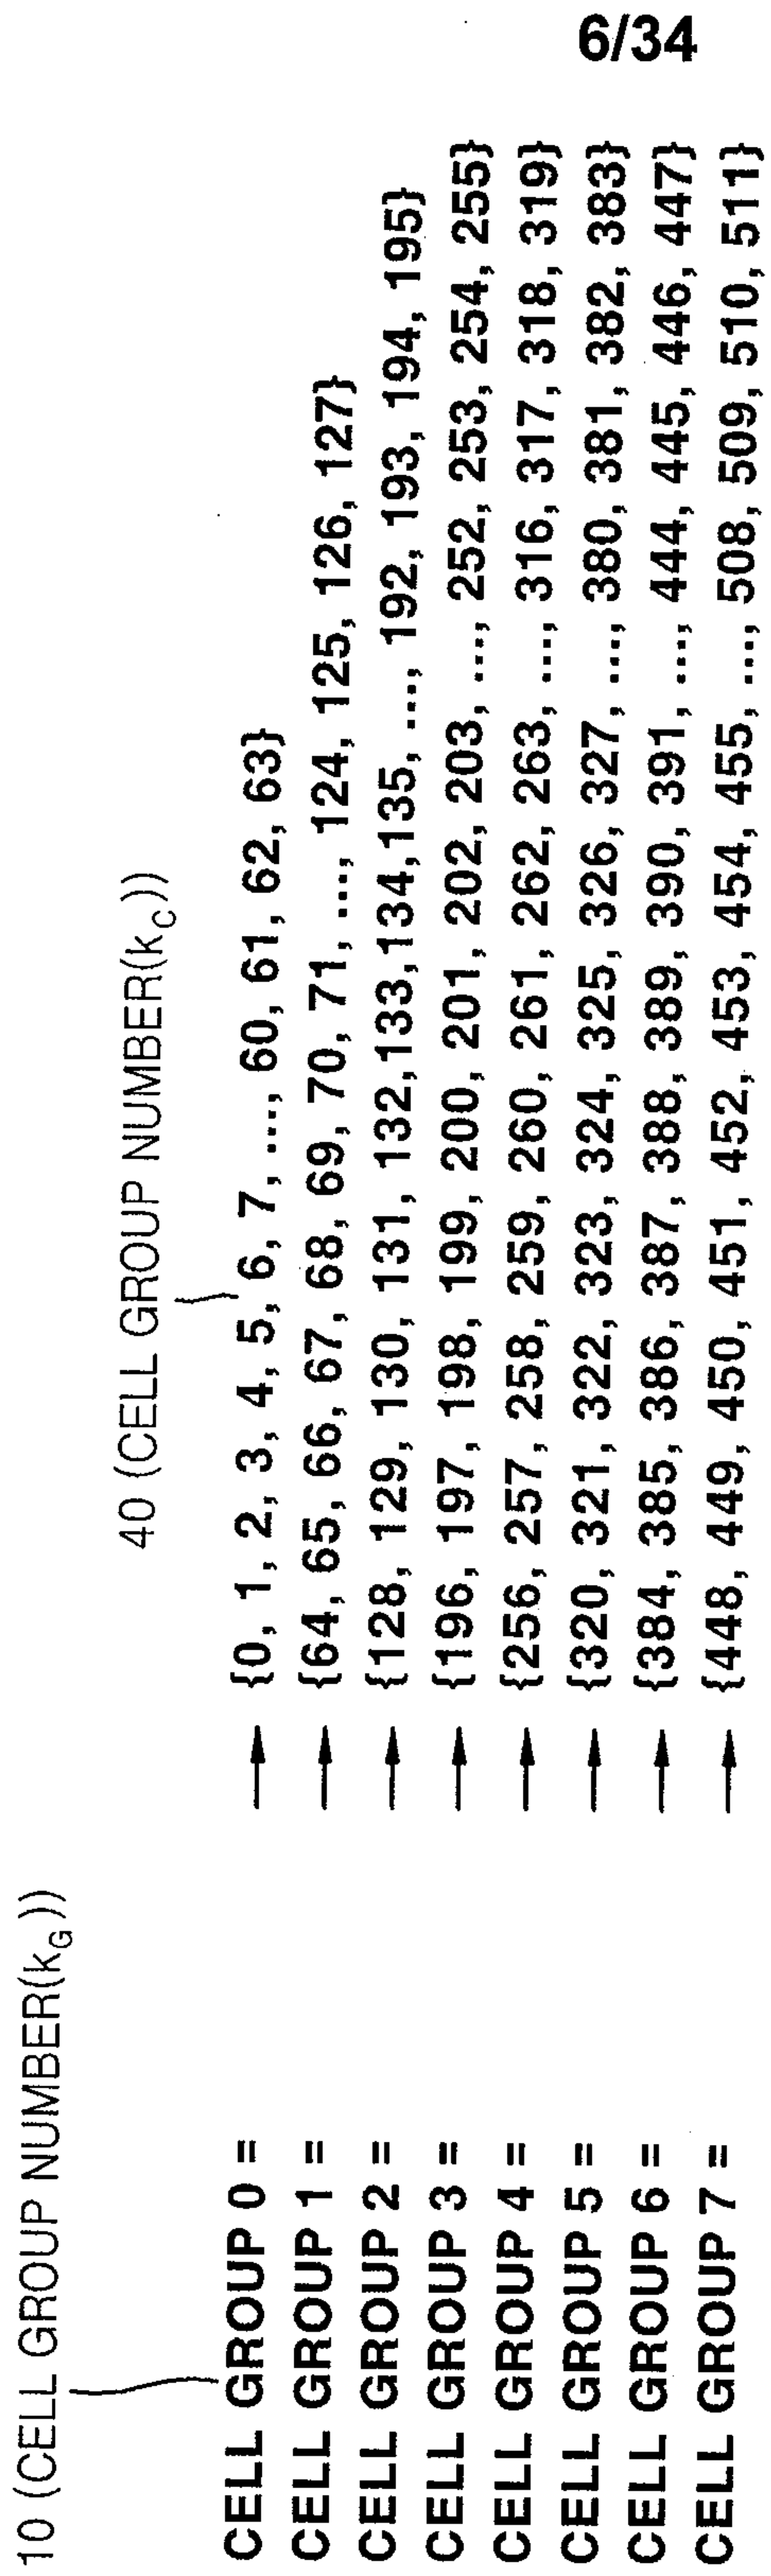 6/34
10 (CELL GROUP NUMBER(kG))
40 (CELL GROUP NUMBER(kC))
CELL GROUP 0 = {0, 1, 2, 3, 4, 5, 6, 7, ..., 60, 61, 62, 63}
CELL GROUP 1 = {64, 65, 66, 67, 68, 69, 70, 71, ..., 124, 125, 126, 127}
CELL GROUP 2 = {128, 129, 130, 131, 132,133,134,135, ..., 192, 193, 194, 195}
CELL GROUP 3 = {196, 197, 198, 199, 200, 201, 202, 203, ..., 252, 253, 254, 255}
CELL GROUP 4 = {256, 257, 258, 259, 260, 261, 262, 263, ..., 316, 317, 318, 319}
CELL GROUP 5 = {320, 321, 322, 323, 324, 325, 326, 327, ..., 380, 381, 382, 383}
CELL GROUP 6 = {384, 385, 386, 387, 388, 389, 390, 391, ..., 444, 445, 446, 447}
CELL GROUP 7 = {448, 449, 450, 451, 452, 453, 454, 455, ..., 508, 509, 510, 511}